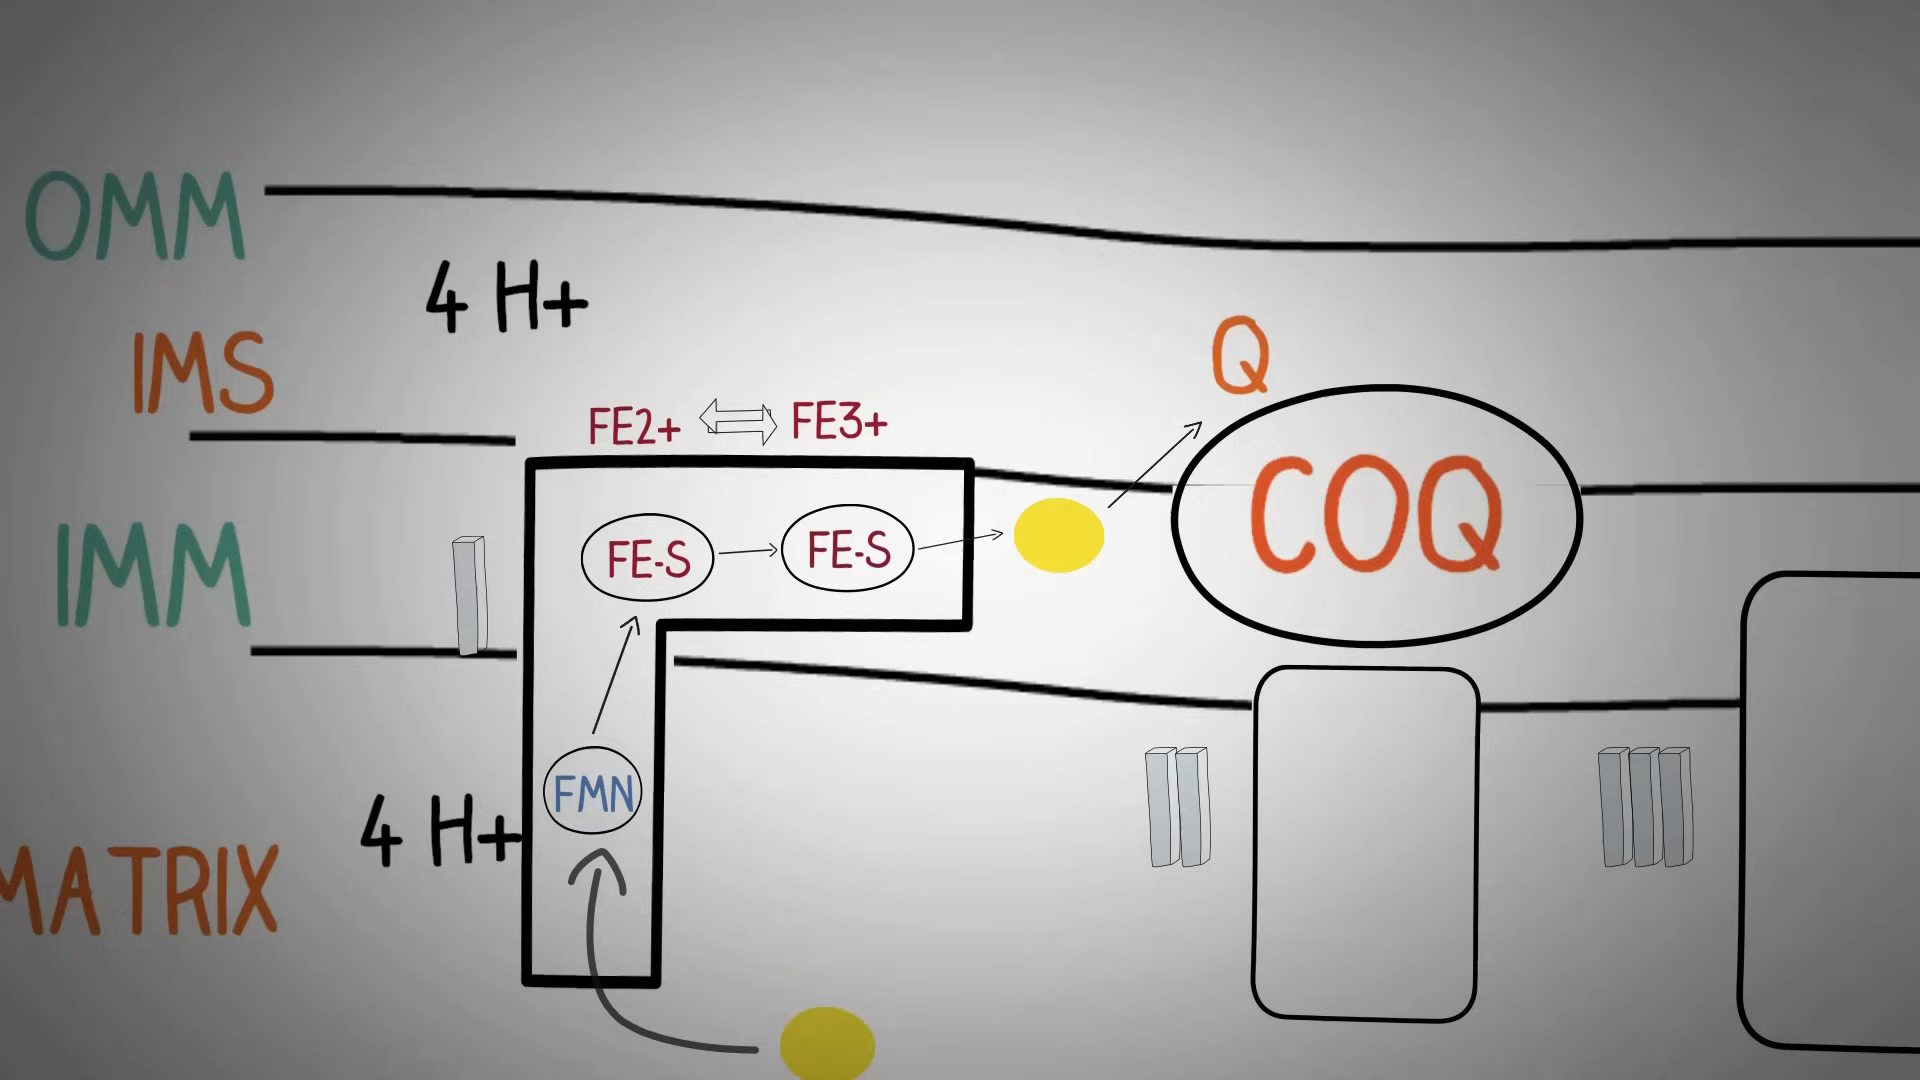 OMM
4 H+
IMS
Q
FE2+ FE3+
COQ
FE-S FE-S
IMM
FMN
4 H+
MATRIX